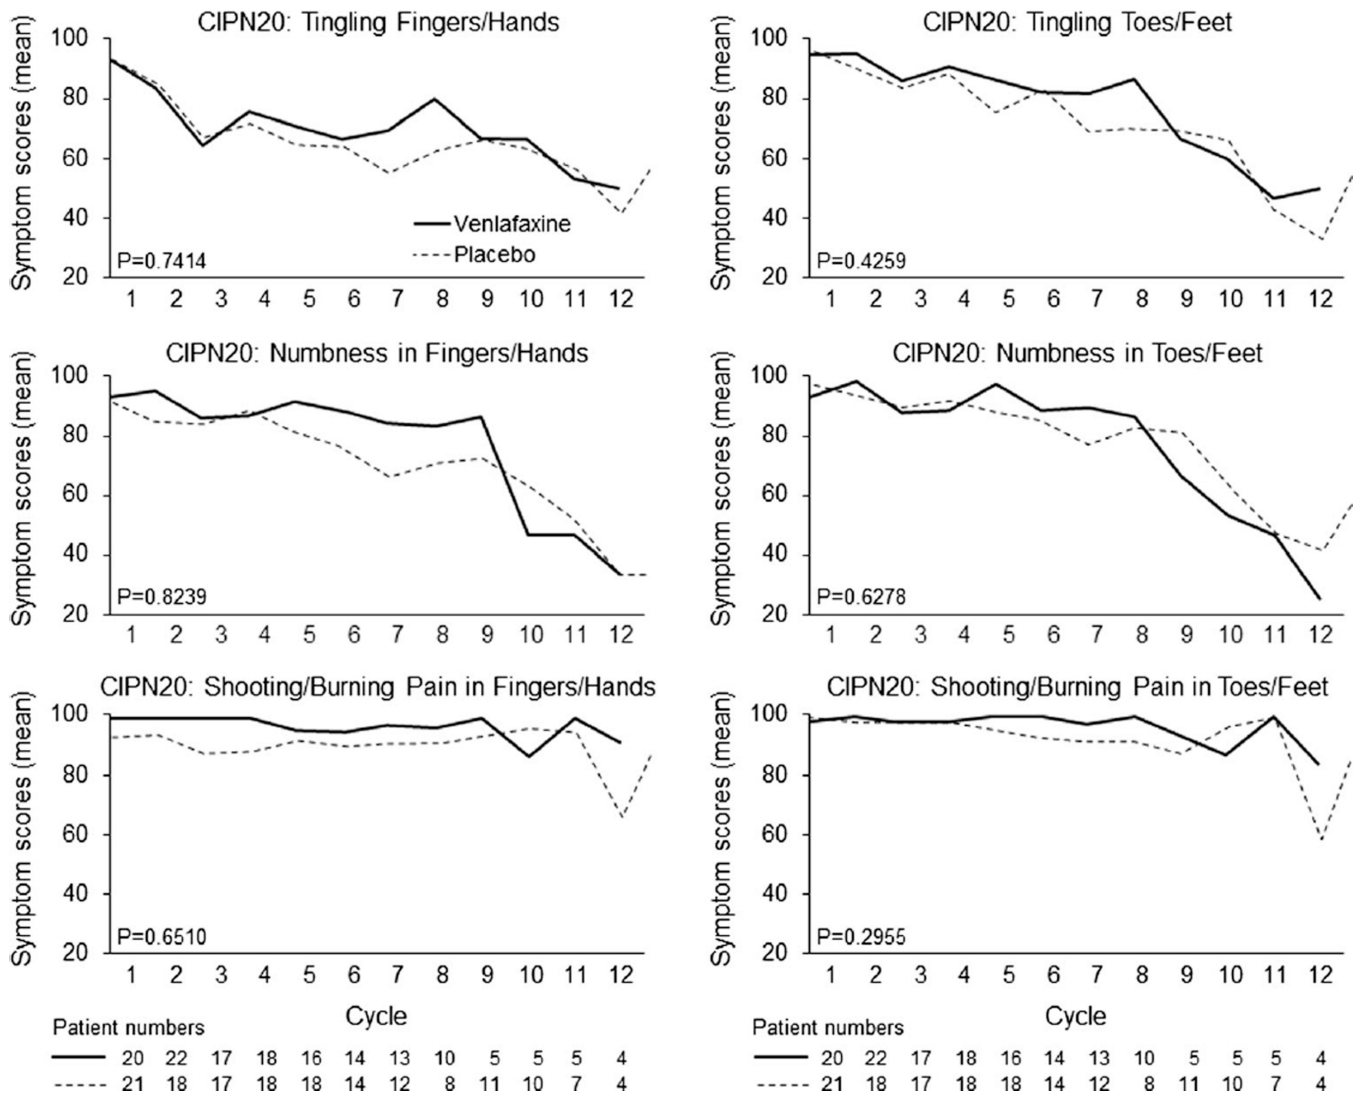 CIPN20: Tingling Fingers/Hands
Symptom scores (mean)
100
80
60
40
20
Venlafaxine
Placebo
P=0.7414
1 2 3 4 5 6 7 8 9 10 11 12
CIPN20: Tingling Toes/Feet
Symptom scores (mean)
100
80
60
40
20
P=0.4259
1 2 3 4 5 6 7 8 9 10 11 12
CIPN20: Numbness in Fingers/Hands
Symptom scores (mean)
100
80
60
40
20
P=0.8239
1 2 3 4 5 6 7 8 9 10 11 12
CIPN20: Numbness in Toes/Feet
Symptom scores (mean)
100
80
60
40
20
P=0.6278
1 2 3 4 5 6 7 8 9 10 11 12
CIPN20: Shooting/Burning Pain in Fingers/Hands
Symptom scores (mean)
100
80
60
40
20
P=0.6510
1 2 3 4 5 6 7 8 9 10 11 12
Cycle
Patient numbers
20 22 17 18 16 14 13 10 5 5 5 4
21 18 17 18 18 14 12 8 11 10 7 4
CIPN20: Shooting/Burning Pain in Toes/Feet
Symptom scores (mean)
100
80
60
40
20
P=0.2955
1 2 3 4 5 6 7 8 9 10 11 12
Cycle
Patient numbers
20 22 17 18 16 14 13 10 5 5 5 4
21 18 17 18 18 14 12 8 11 10 7 4